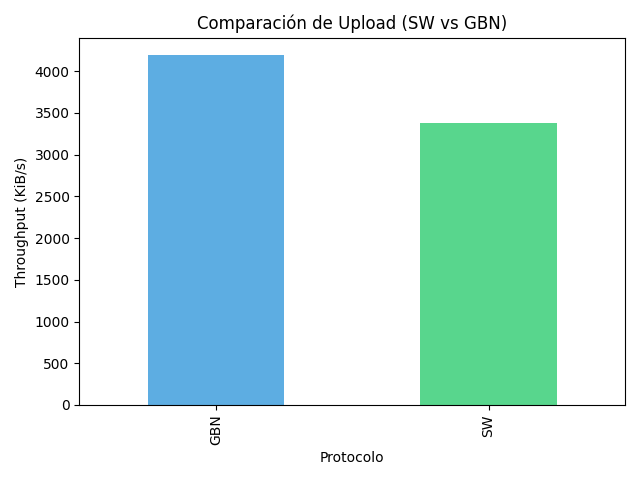 Comparación de Upload (SW vs GBN)
Throughput (KiB/s)
4000
3500
3000
2500
2000
1500
1000
500
0
GBN
SW
Protocolo